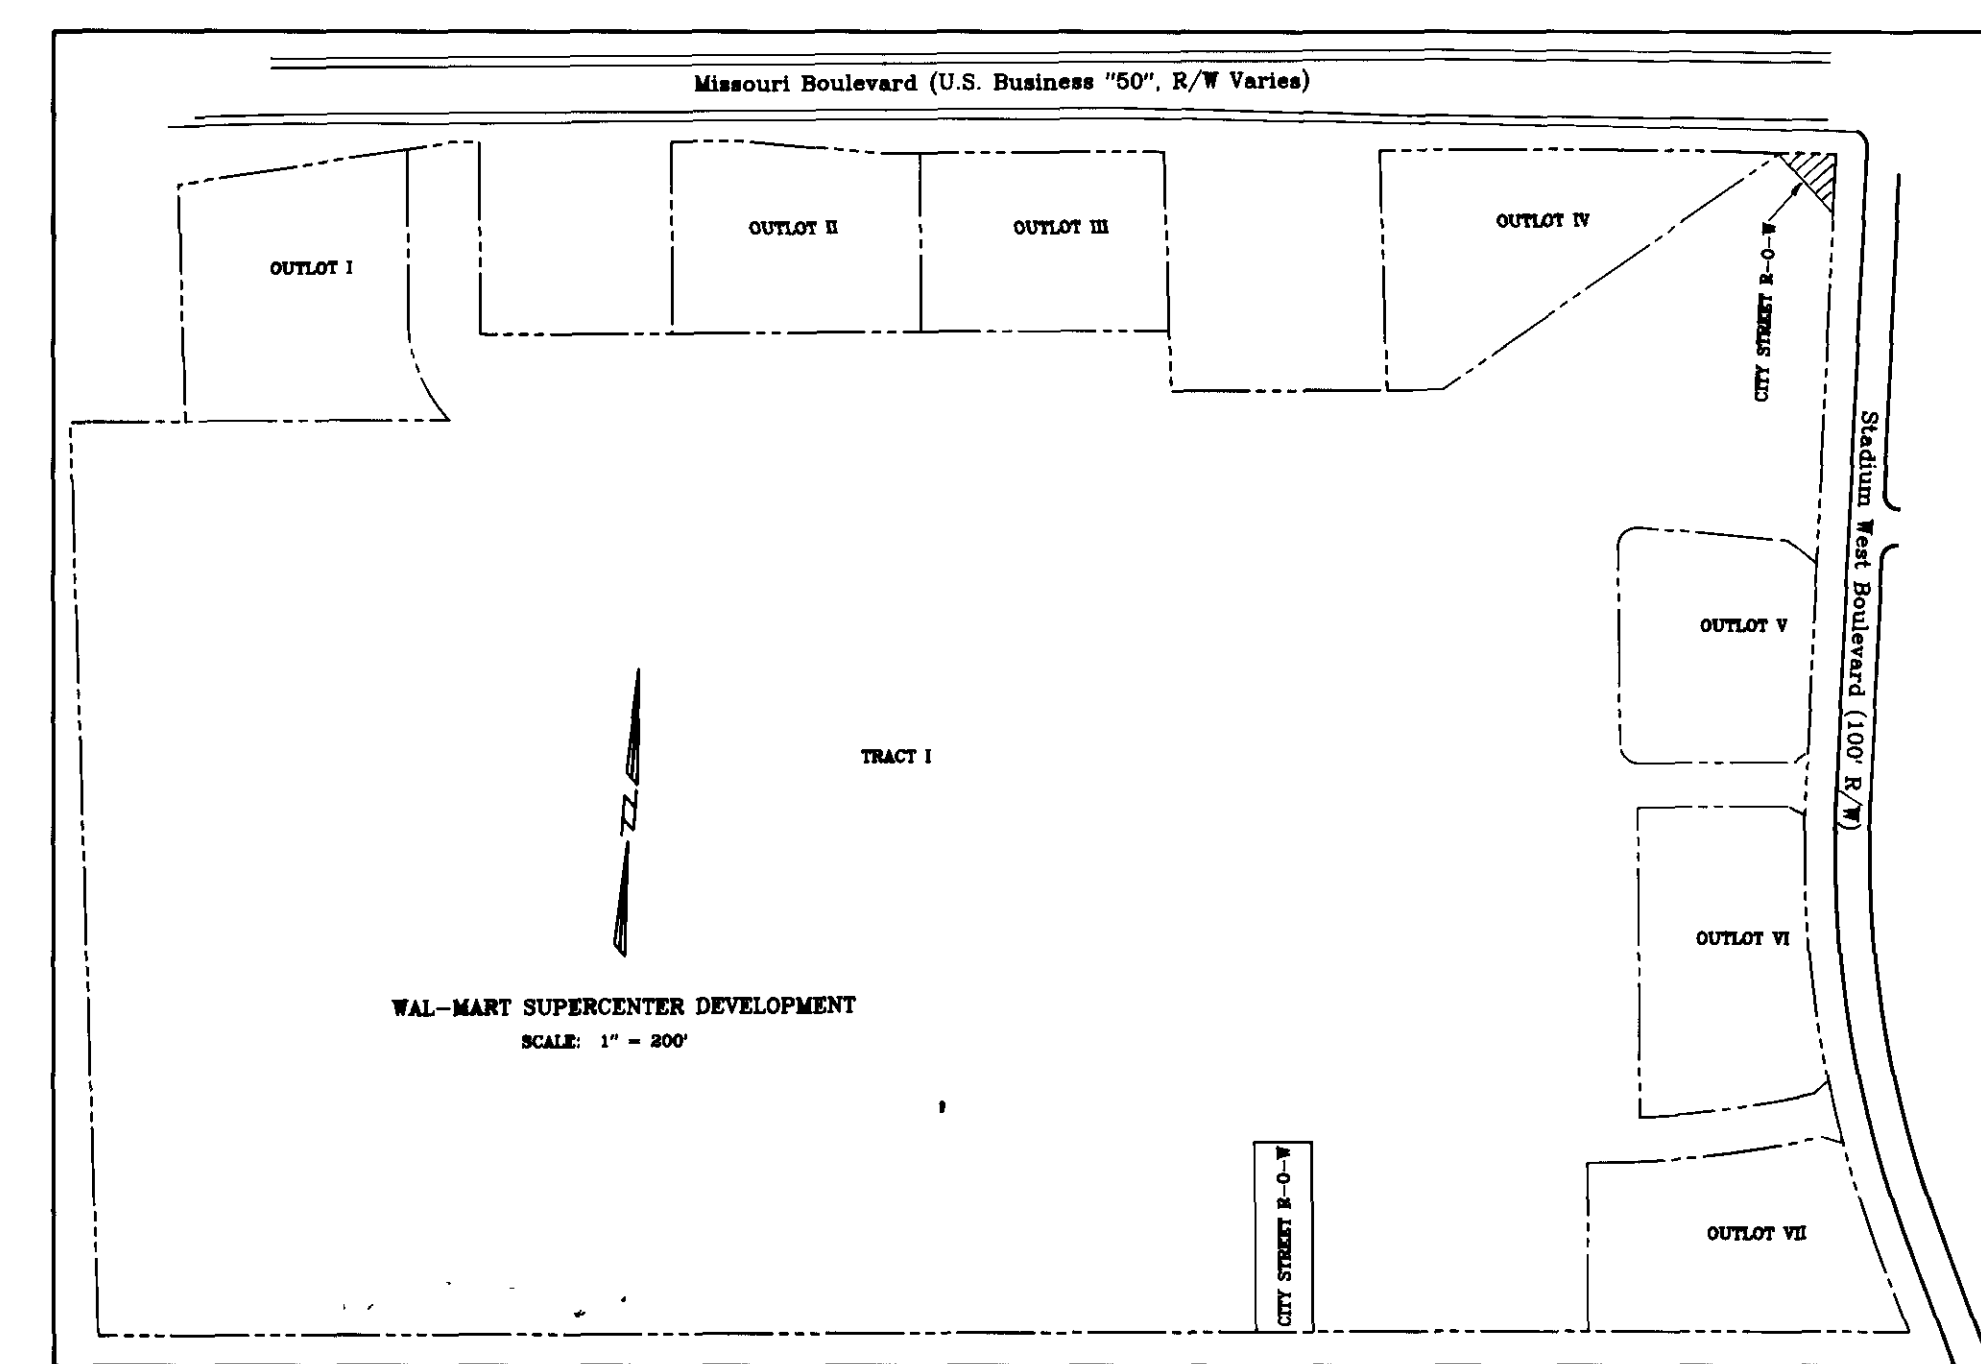 Missouri Boulevard (U.S. Business "50", R/W Varies)
OUTLOT I
OUTLOT II
OUTLOT III
OUTLOT IV
CITY STREET R-O-W
Stadium West Boulevard (100' R/W)
OUTLOT V
TRACT I
N
OUTLOT VI
WAL-MART SUPERCENTER DEVELOPMENT
SCALE: 1" = 200'
CITY STREET R-O-W
OUTLOT VII